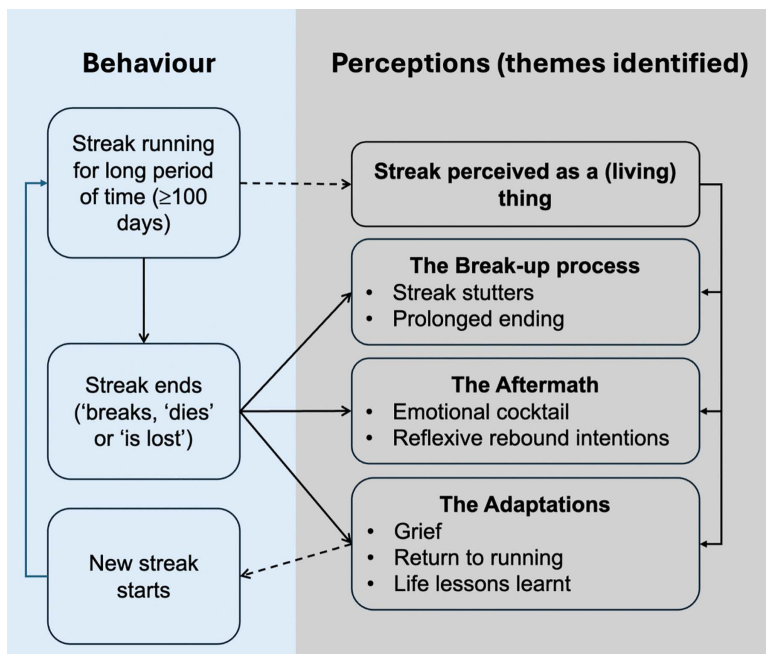 Behaviour
Perceptions (themes identified)
Streak running
for long period
of time (≥100
days)
Streak perceived as a (living)
thing
The Break-up process
• Streak stutters
• Prolonged ending
Streak ends
(‘breaks, ‘dies’
or ‘is lost’)
The Aftermath
• Emotional cocktail
• Reflexive rebound intentions
The Adaptations
• Grief
• Return to running
• Life lessons learnt
New streak
starts